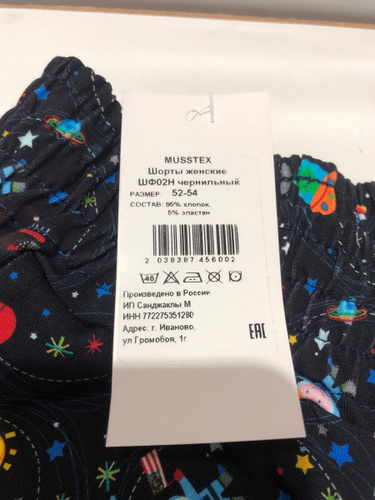 MUSSTEX
Шорты женские
ШФ02Н чернильный
РАЗМЕР: 52-54
СОСТАВ: 95% хлопок,
5% эластан
2 038387 456002
40
Произведено в России
ИП Санджаклы М
ИНН 772275351280
Адрес: г. Иваново,
ул Громобоя, 1г
EAC